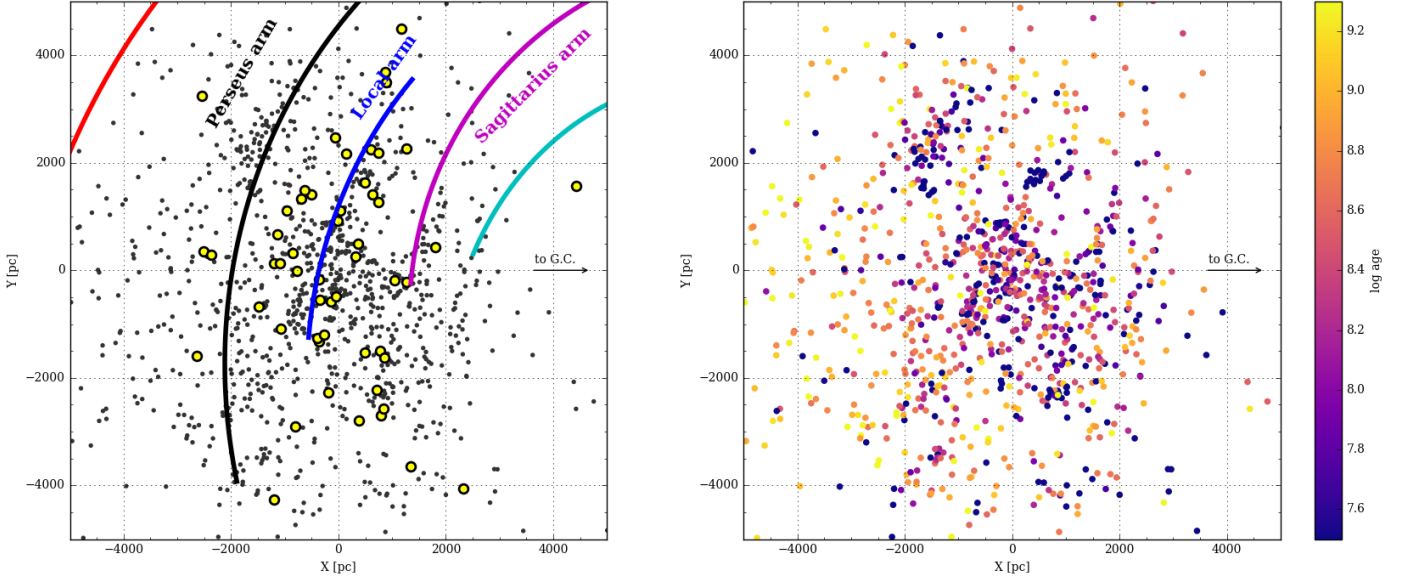 Perseus arm
Local arm
Sagittarius arm
to G.C.
4000
2000
0
−2000
−4000
Y [pc]
−4000 −2000 0 2000 4000
X [pc]
to G.C.
4000
2000
0
−2000
−4000
Y [pc]
−4000 −2000 0 2000 4000
X [pc]
9.2
9.0
8.8
8.6
8.4
8.2
8.0
7.8
7.6
log age